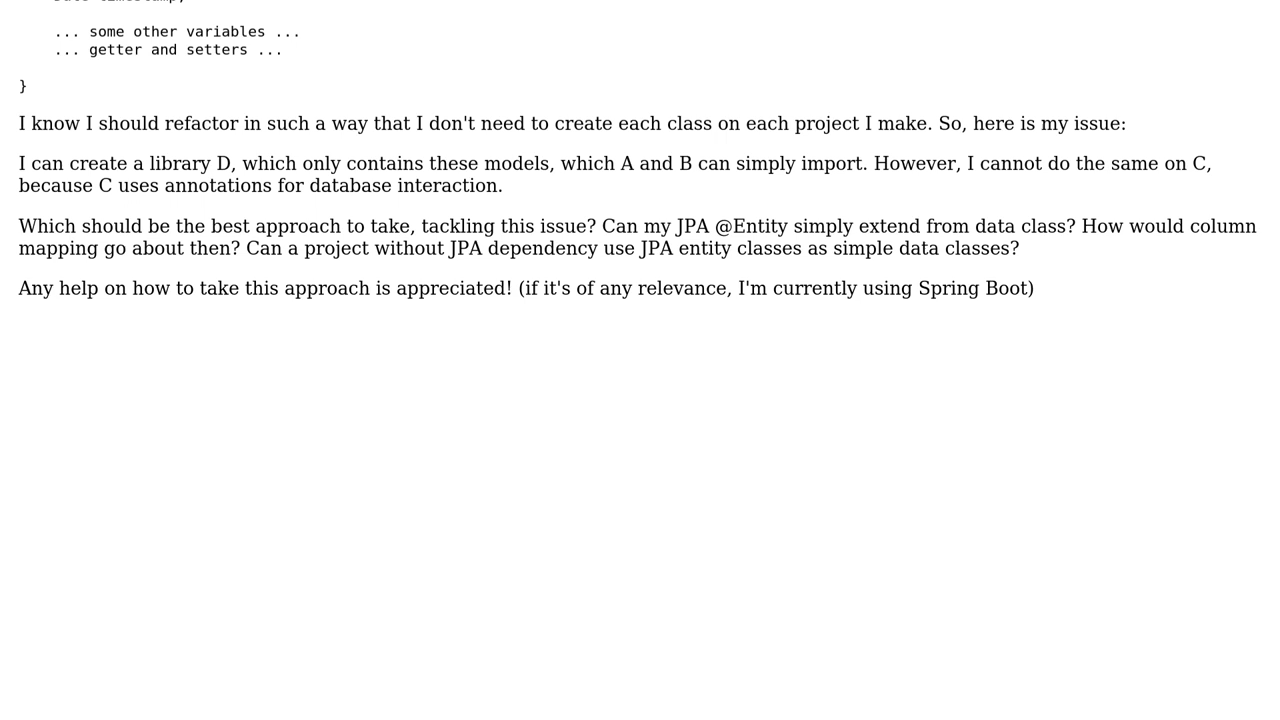 ... some other variables ...
... getter and setters ...
}
I know I should refactor in such a way that I don't need to create each class on each project I make. So, here is my issue:
I can create a library D, which only contains these models, which A and B can simply import. However, I cannot do the same on C,
because C uses annotations for database interaction.
Which should be the best approach to take, tackling this issue? Can my JPA @Entity simply extend from data class? How would column
mapping go about then? Can a project without JPA dependency use JPA entity classes as simple data classes?
Any help on how to take this approach is appreciated! (if it's of any relevance, I'm currently using Spring Boot)